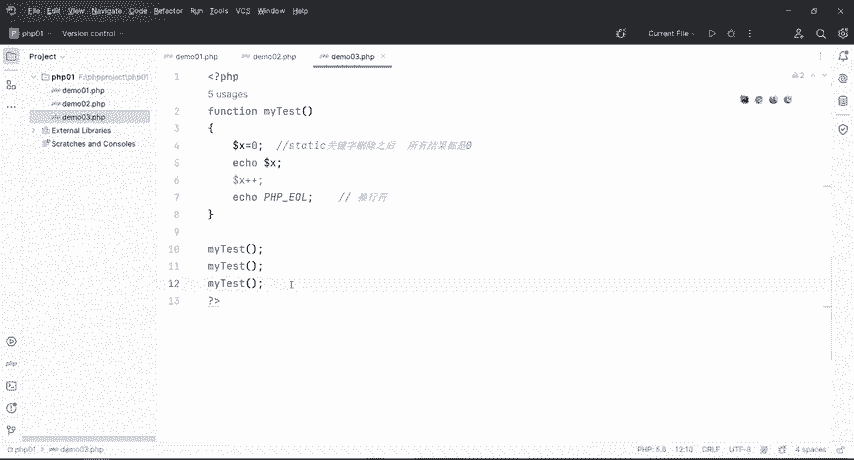 File Edit View Navigate Code Refactor Run Tools VCS Window Help
php01 Version control Current File
Project
demo01.php demo02.php demo03.php
php01 F:\phpproject\php01
demo01.php
demo02.php
demo03.php
External Libraries
Scratches and Consoles
1 <?php
5 usages
2 function myTest()
3 {
4 $x=0; //static关键字删除之后 所有结果都是0
5 echo $x;
6 $x++;
7 echo PHP_EOL; // 换行符
8 }
9
10 myTest();
11 myTest();
12 myTest();
13 ?>
2
php
php01 > demo03.php PHP: 5.6 12:10 CRLF UTF-8 4 spaces